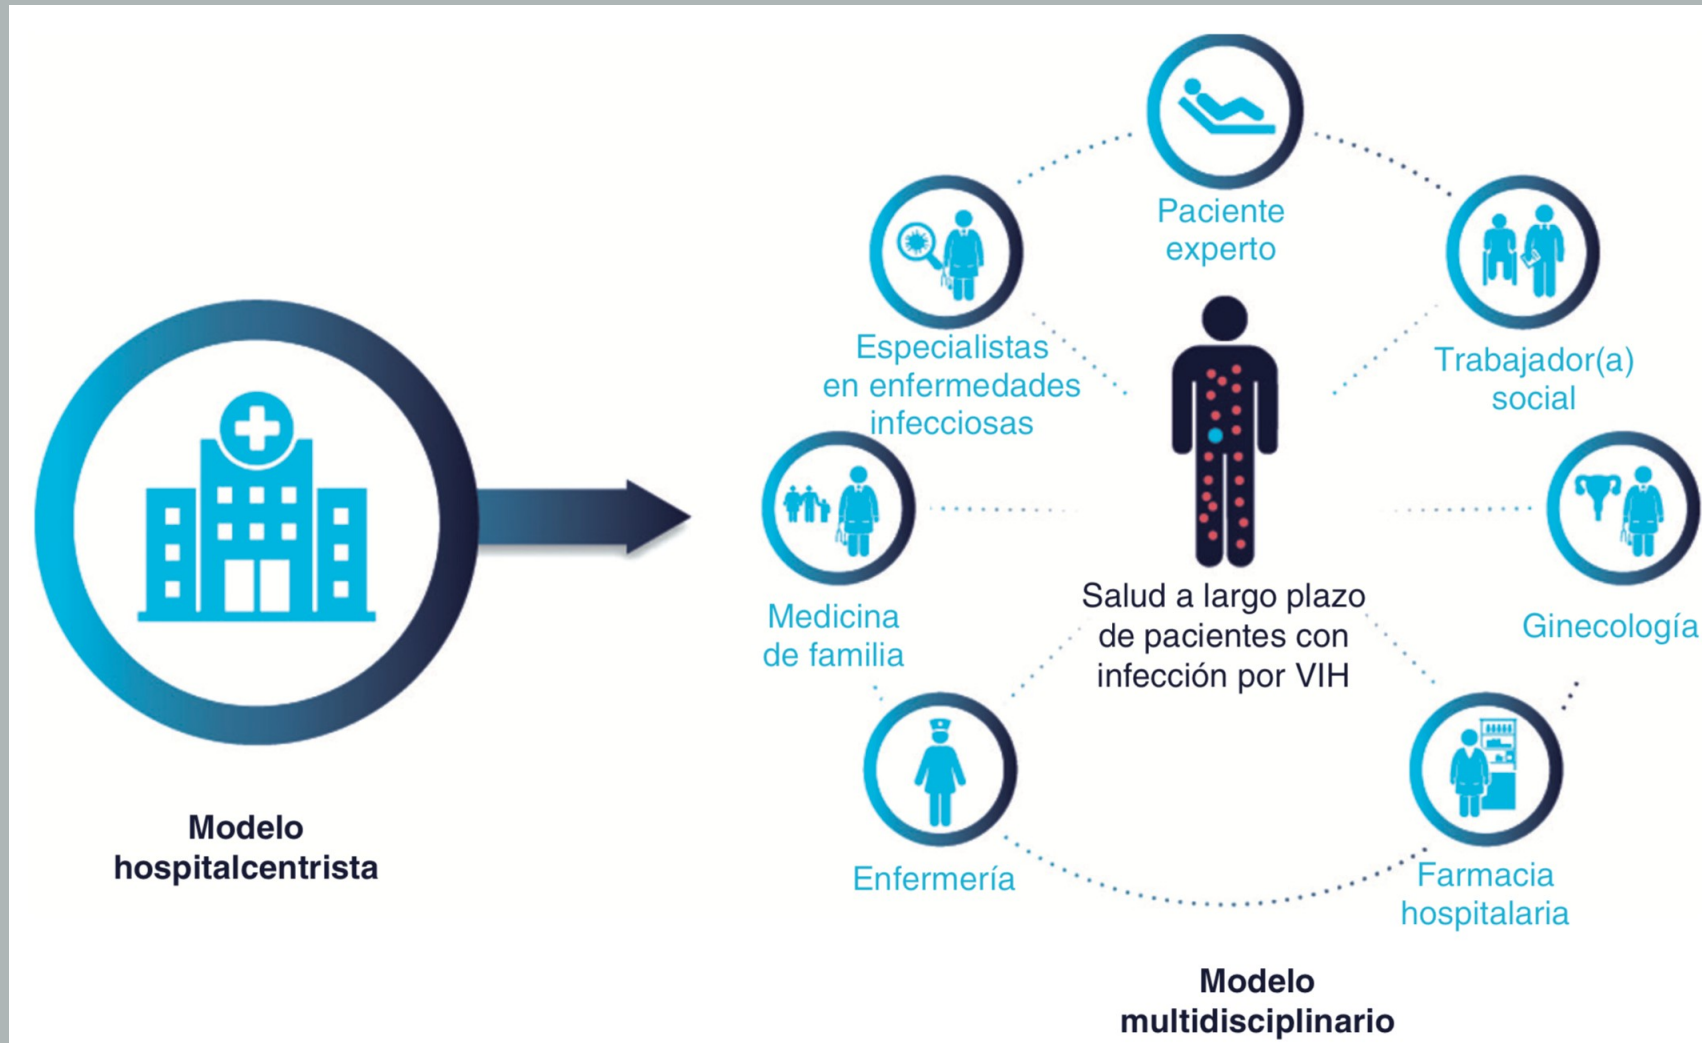 Paciente
experto
Especialistas
en enfermedades
infecciosas
Trabajador(a)
social
Medicina
de familia
Salud a largo plazo
de pacientes con
infección por VIH
Ginecología
Enfermería
Farmacia
hospitalaria
Modelo
hospitalcentrista
Modelo
multidisciplinario